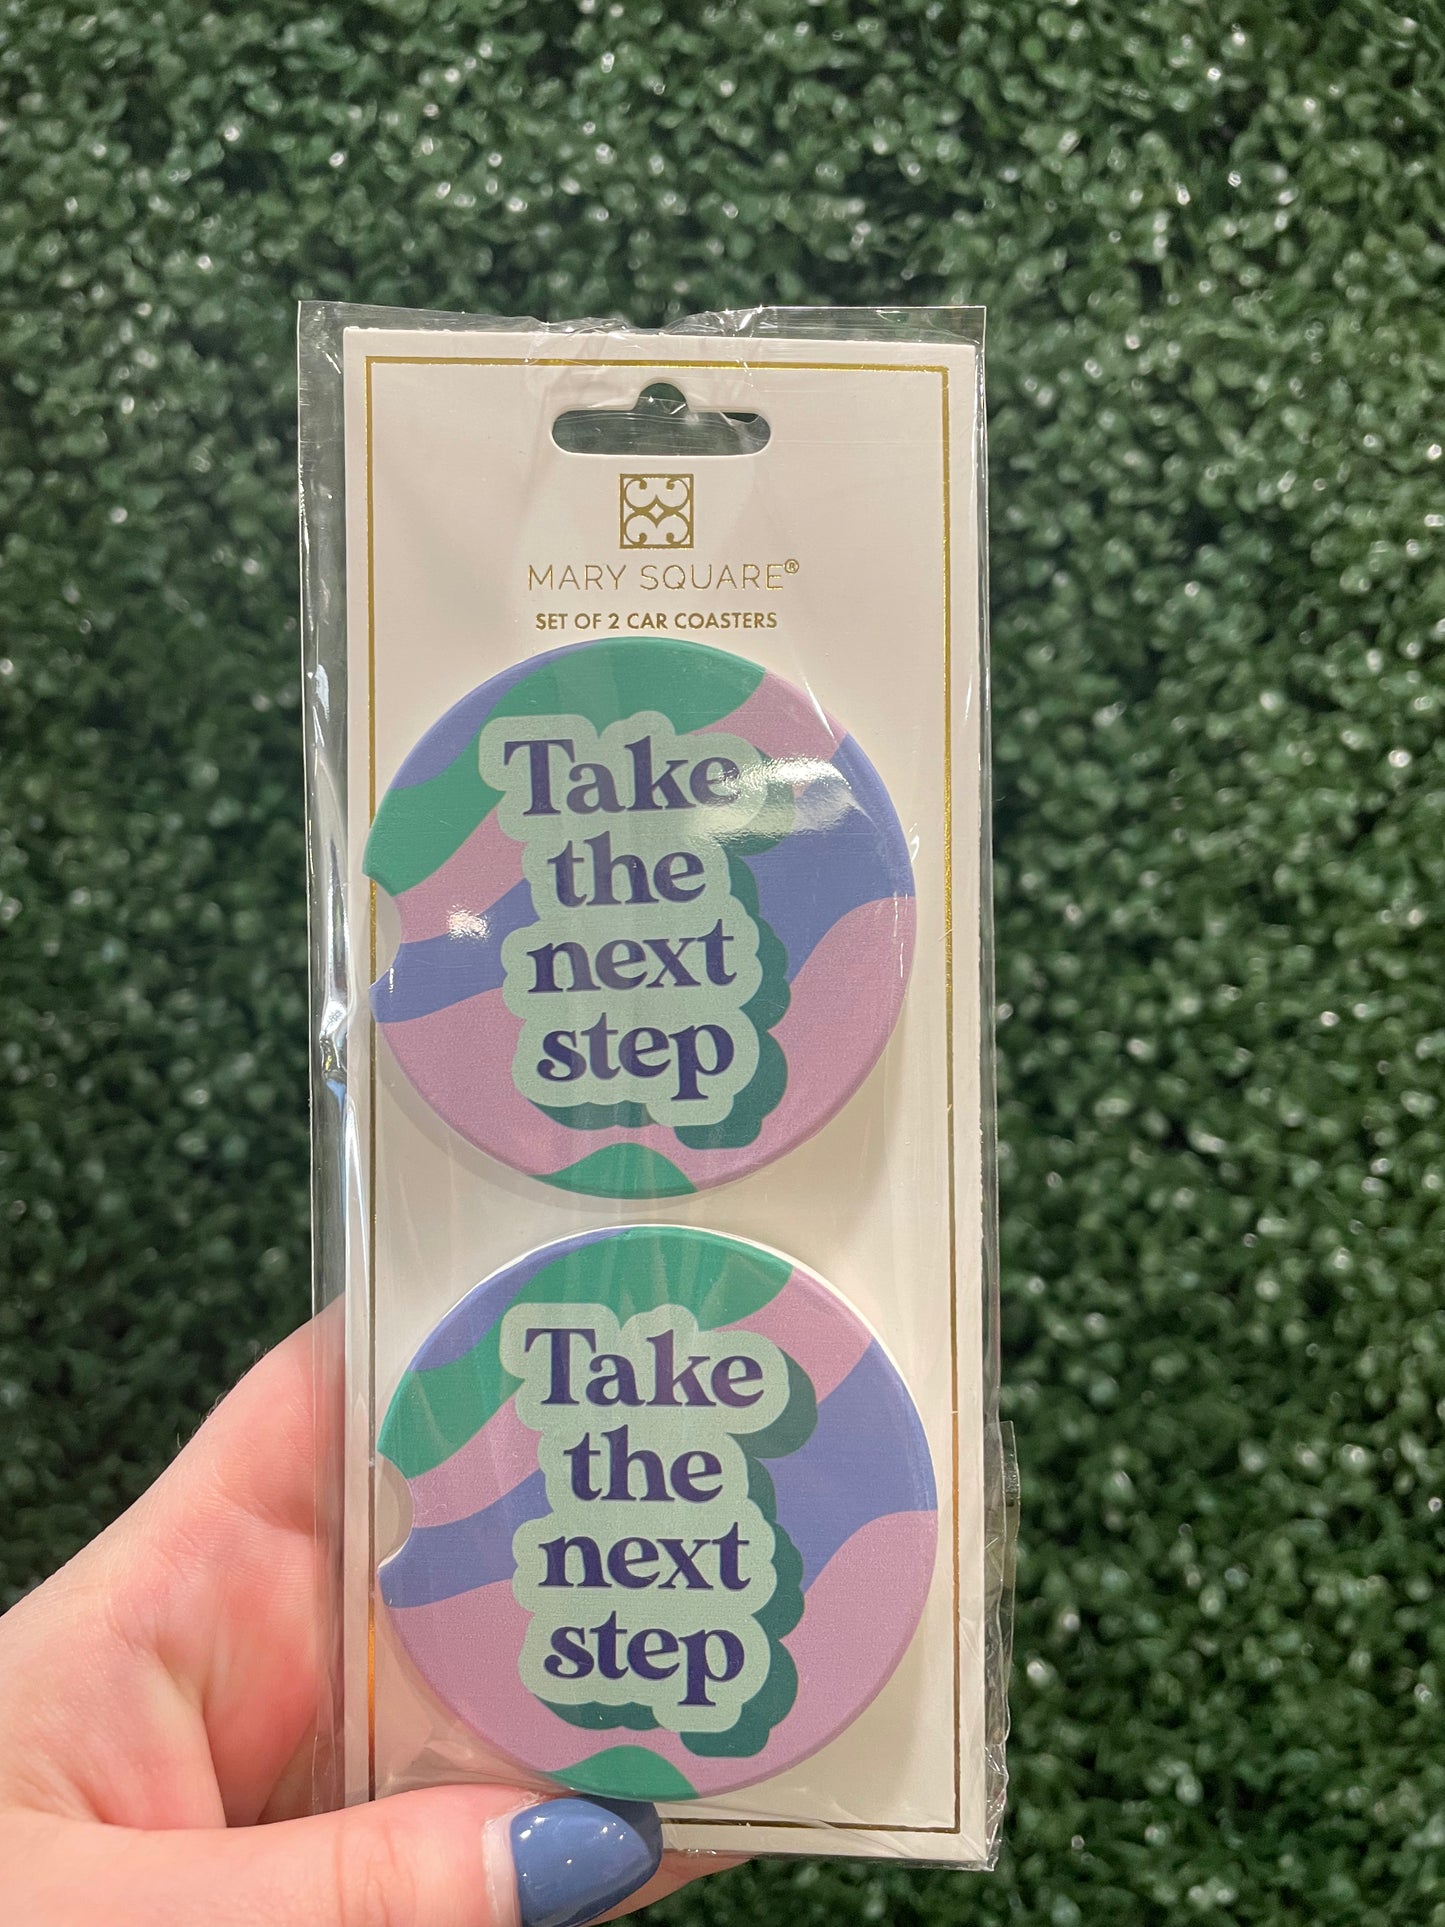 MARY SQUARE®
SET OF 2 CAR COASTERS
Take
the
next
step
Take
the
next
step